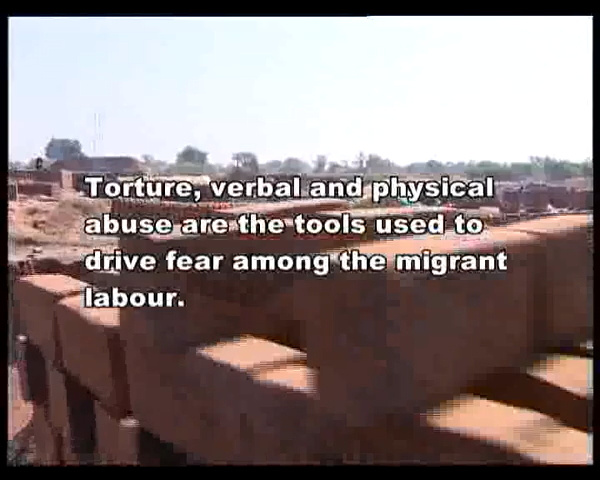 Torture, verbal and physical
abuse are the tools used to
drive fear among the migrant
labour.